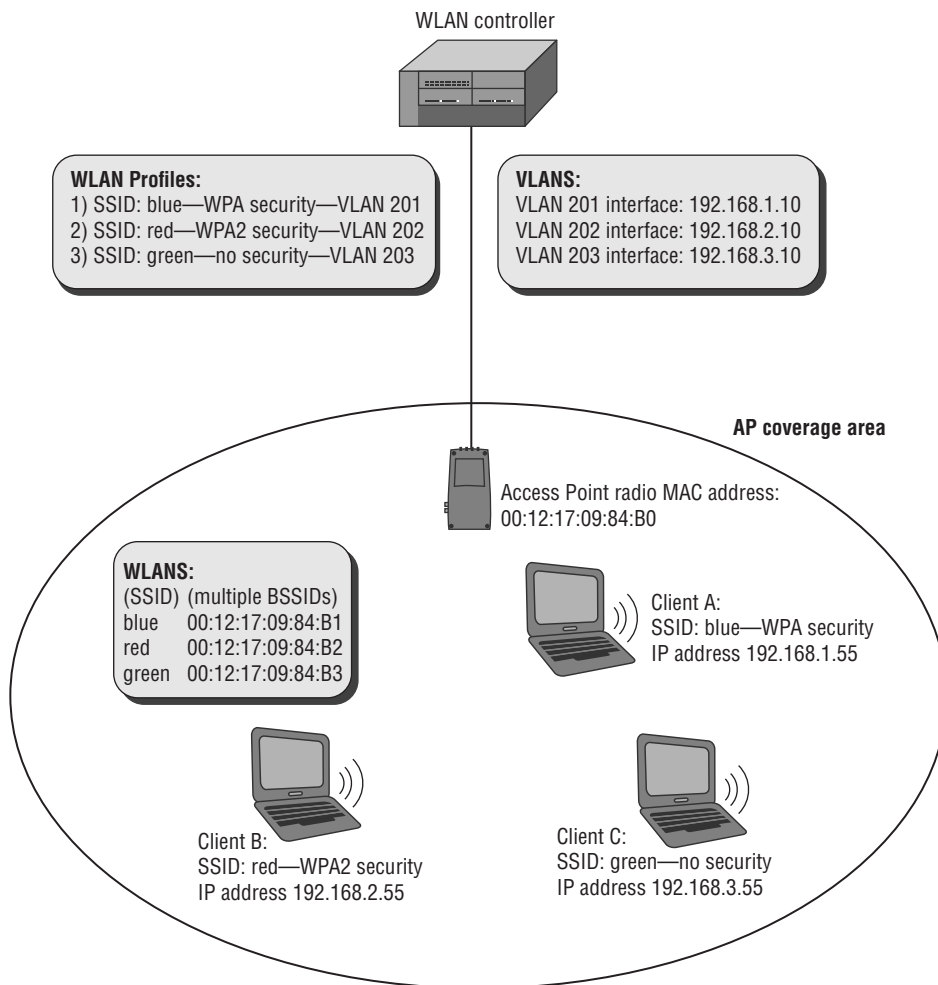 WLAN controller
WLAN Profiles:
1) SSID: blue—WPA security—VLAN 201
2) SSID: red—WPA2 security—VLAN 202
3) SSID: green—no security—VLAN 203
VLANS:
VLAN 201 interface: 192.168.1.10
VLAN 202 interface: 192.168.2.10
VLAN 203 interface: 192.168.3.10
AP coverage area
Access Point radio MAC address:
00:12:17:09:84:B0
WLANS:
(SSID) (multiple BSSIDs)
blue 00:12:17:09:84:B1
red 00:12:17:09:84:B2
green 00:12:17:09:84:B3
Client A:
SSID: blue—WPA security
IP address 192.168.1.55
Client B:
SSID: red—WPA2 security
IP address 192.168.2.55
Client C:
SSID: green—no security
IP address 192.168.3.55